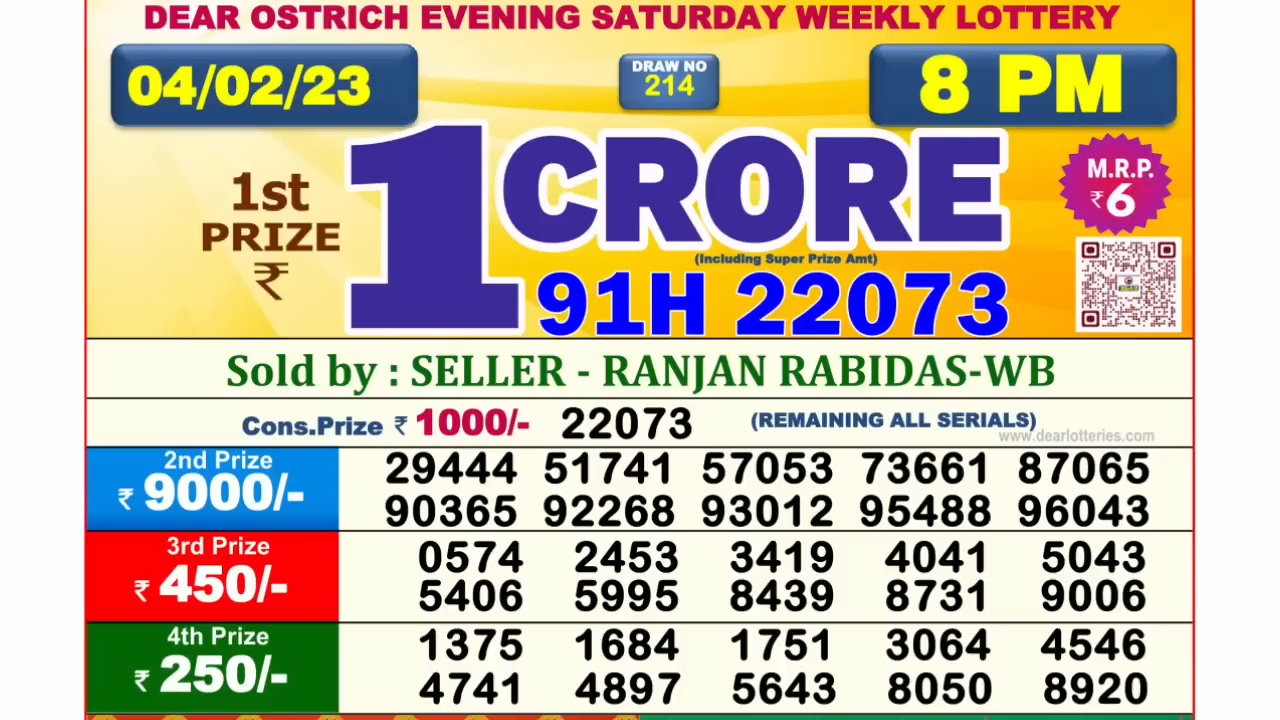 DEAR OSTRICH EVENING SATURDAY WEEKLY LOTTERY
04/02/23
DRAW NO
214
8 PM
1st
PRIZE
₹
1 CRORE
(Including Super Prize Amt)
91H 22073
M.R.P.
₹ 6
Sold by : SELLER - RANJAN RABIDAS-WB
Cons.Prize ₹ 1000/- 22073 (REMAINING ALL SERIALS)
www.dearlotteries.com
2nd Prize
₹ 9000/-
29444 51741 57053 73661 87065
90365 92268 93012 95488 96043
3rd Prize
₹ 450/-
0574 2453 3419 4041 5043
5406 5995 8439 8731 9006
4th Prize
₹ 250/-
1375 1684 1751 3064 4546
4741 4897 5643 8050 8920